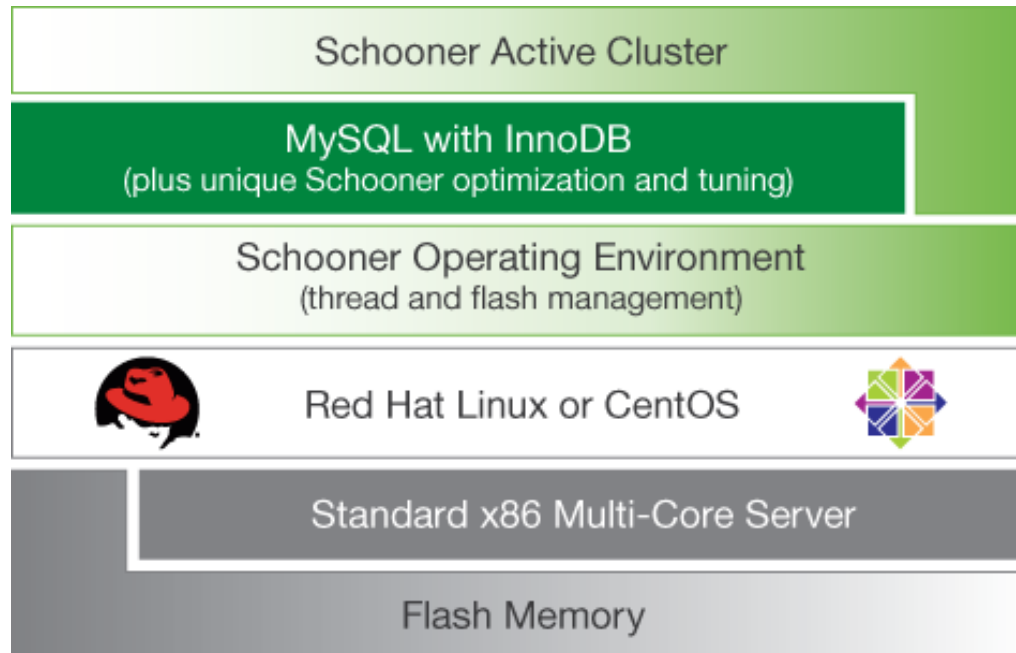 Schooner Active Cluster
MySQL with InnoDB
(plus unique Schooner optimization and tuning)
Schooner Operating Environment
(thread and flash management)
Red Hat Linux or CentOS
Standard x86 Multi-Core Server
Flash Memory